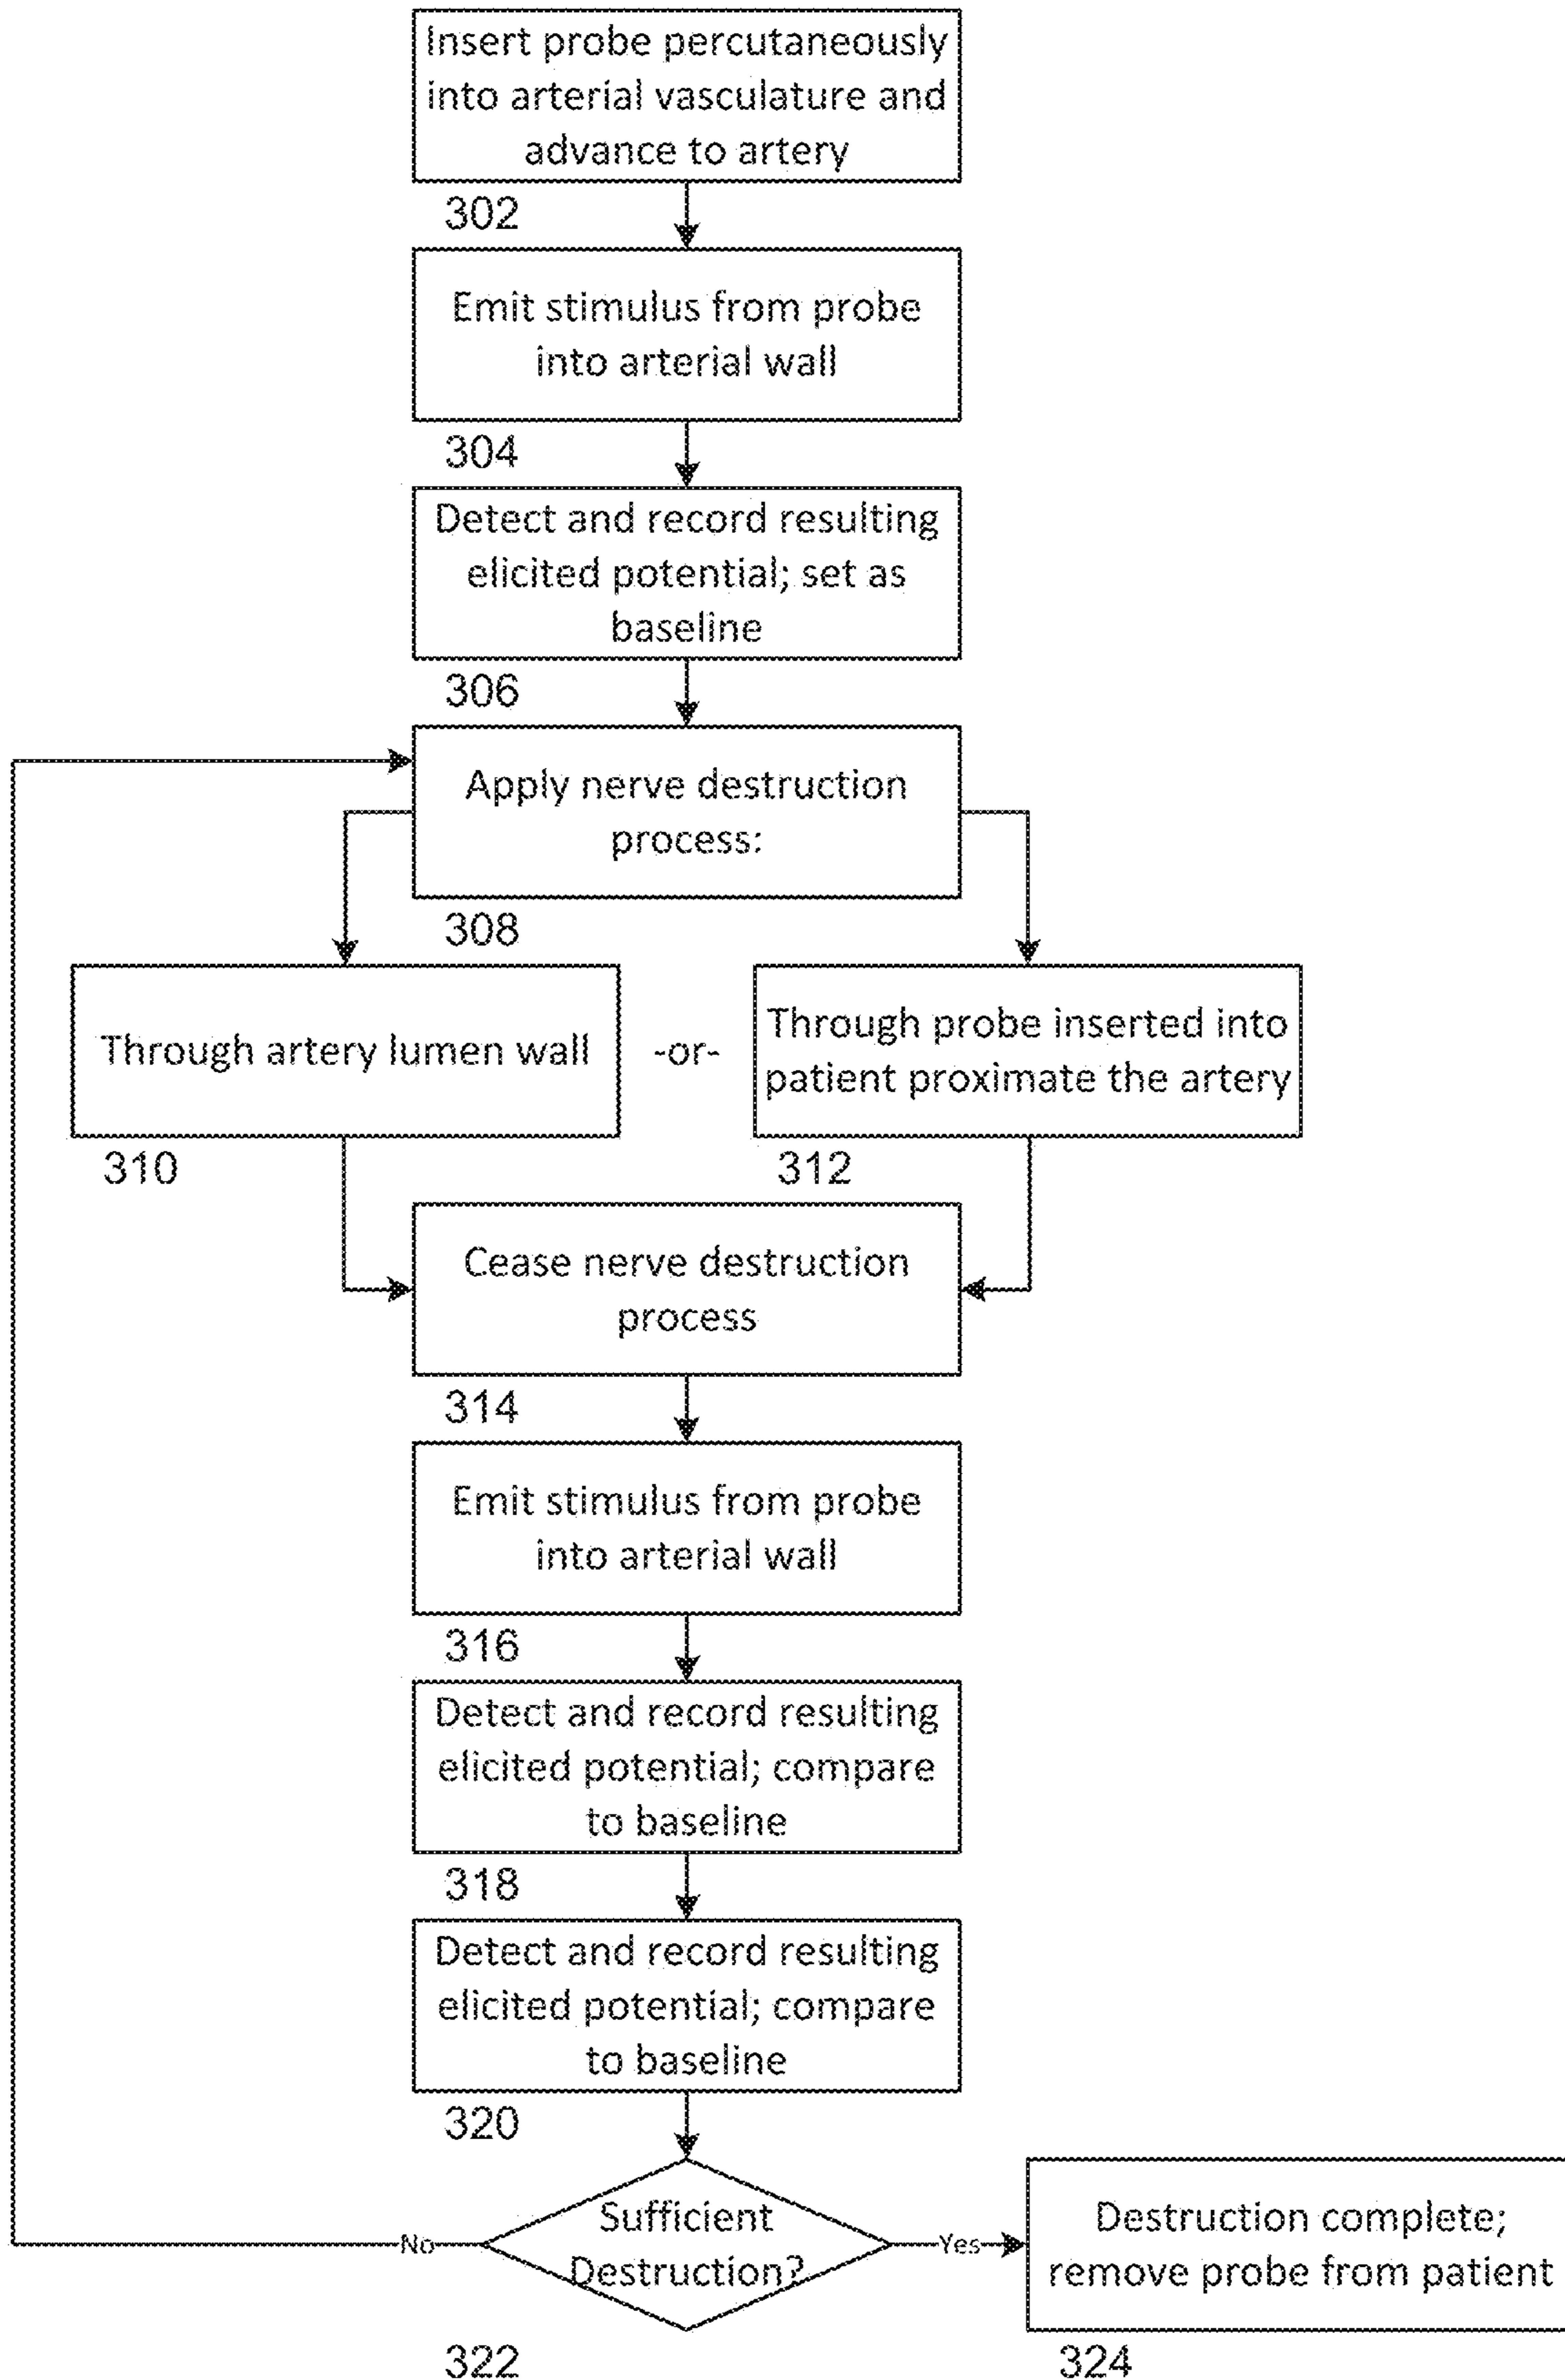 Insert probe percutaneously
into arterial vasculature and
advance to artery
302
Emit stimulus from probe
into arterial wall
304
Detect and record resulting
elicited potential; set as
baseline
306
Apply nerve destruction
process:
308
Through artery lumen wall
-or-
Through probe inserted into
patient proximate the artery
310
312
Cease nerve destruction
process
314
Emit stimulus from probe
into arterial wall
316
Detect and record resulting
elicited potential; compare
to baseline
318
Detect and record resulting
elicited potential; compare
to baseline
320
No
Sufficient
Destruction?
Yes
Destruction complete;
remove probe from patient
322
324